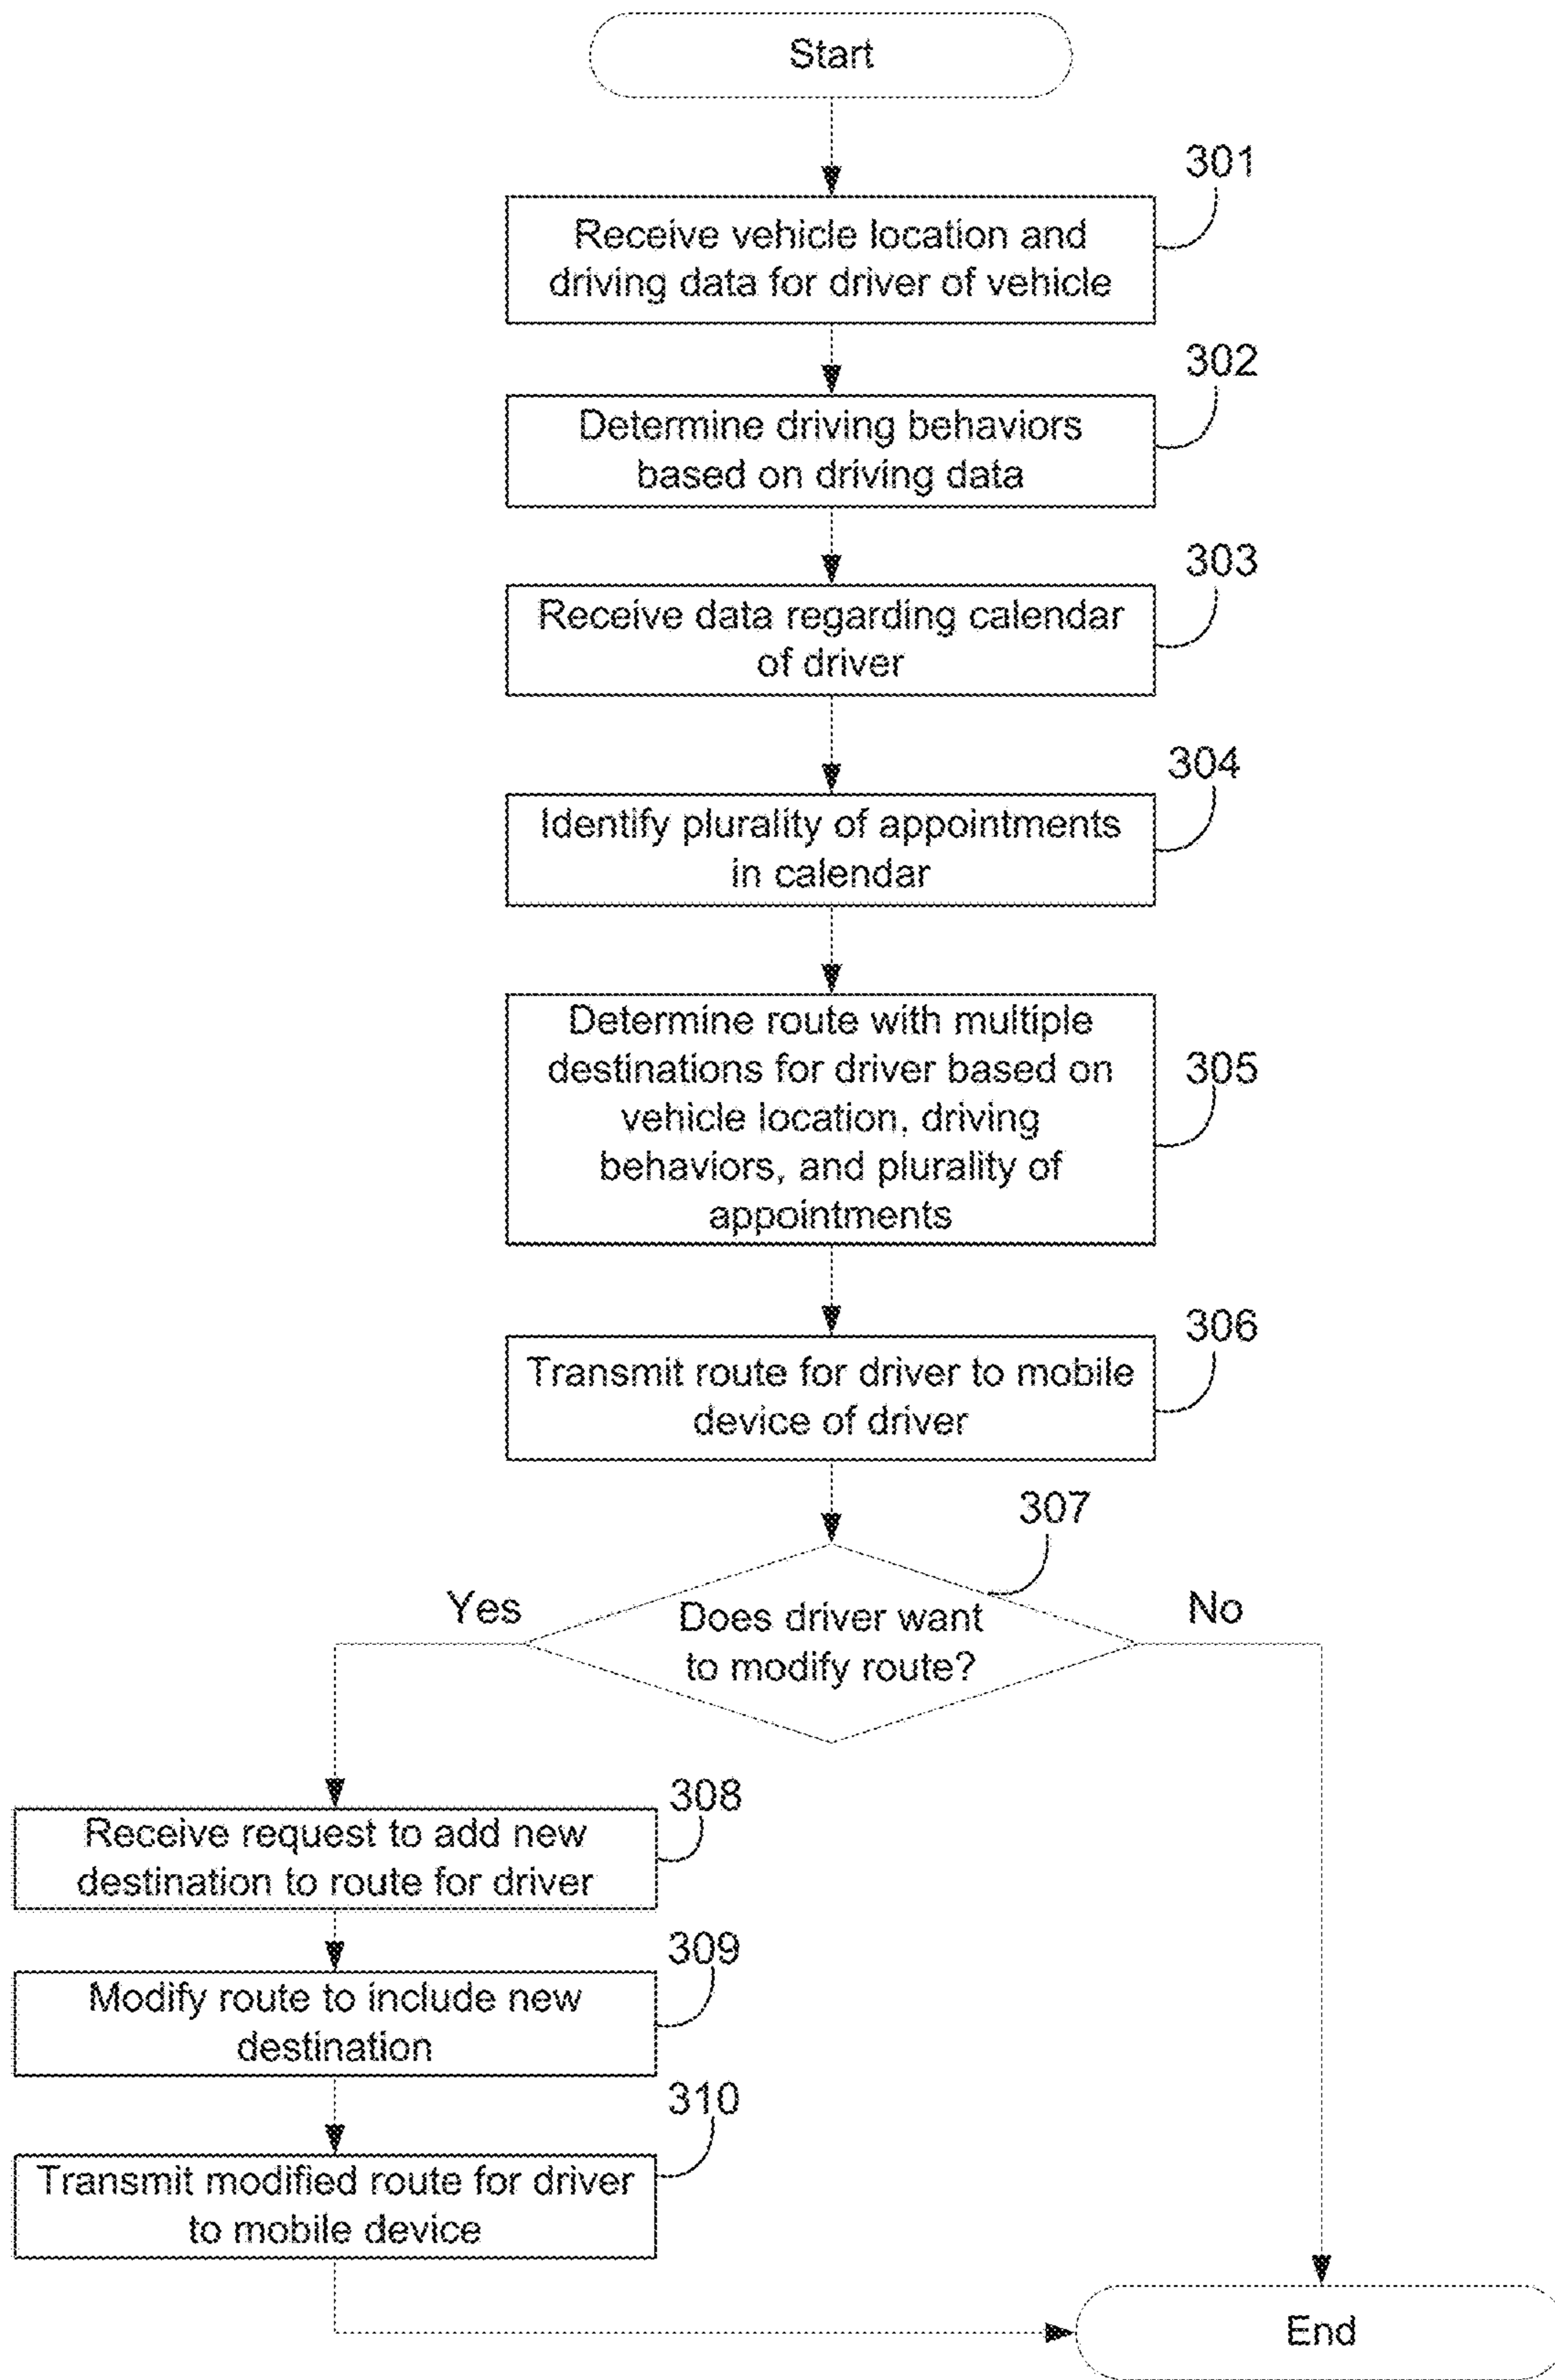 Start
301
Receive vehicle location and
driving data for driver of vehicle
302
Determine driving behaviors
based on driving data
303
Receive data regarding calendar
of driver
304
Identify plurality of appointments
in calendar
305
Determine route with multiple
destinations for driver based on
vehicle location, driving
behaviors, and plurality of
appointments
306
Transmit route for driver to mobile
device of driver
307
Does driver want
to modify route?
Yes
No
308
Receive request to add new
destination to route for driver
309
Modify route to include new
destination
310
Transmit modified route for driver
to mobile device
End